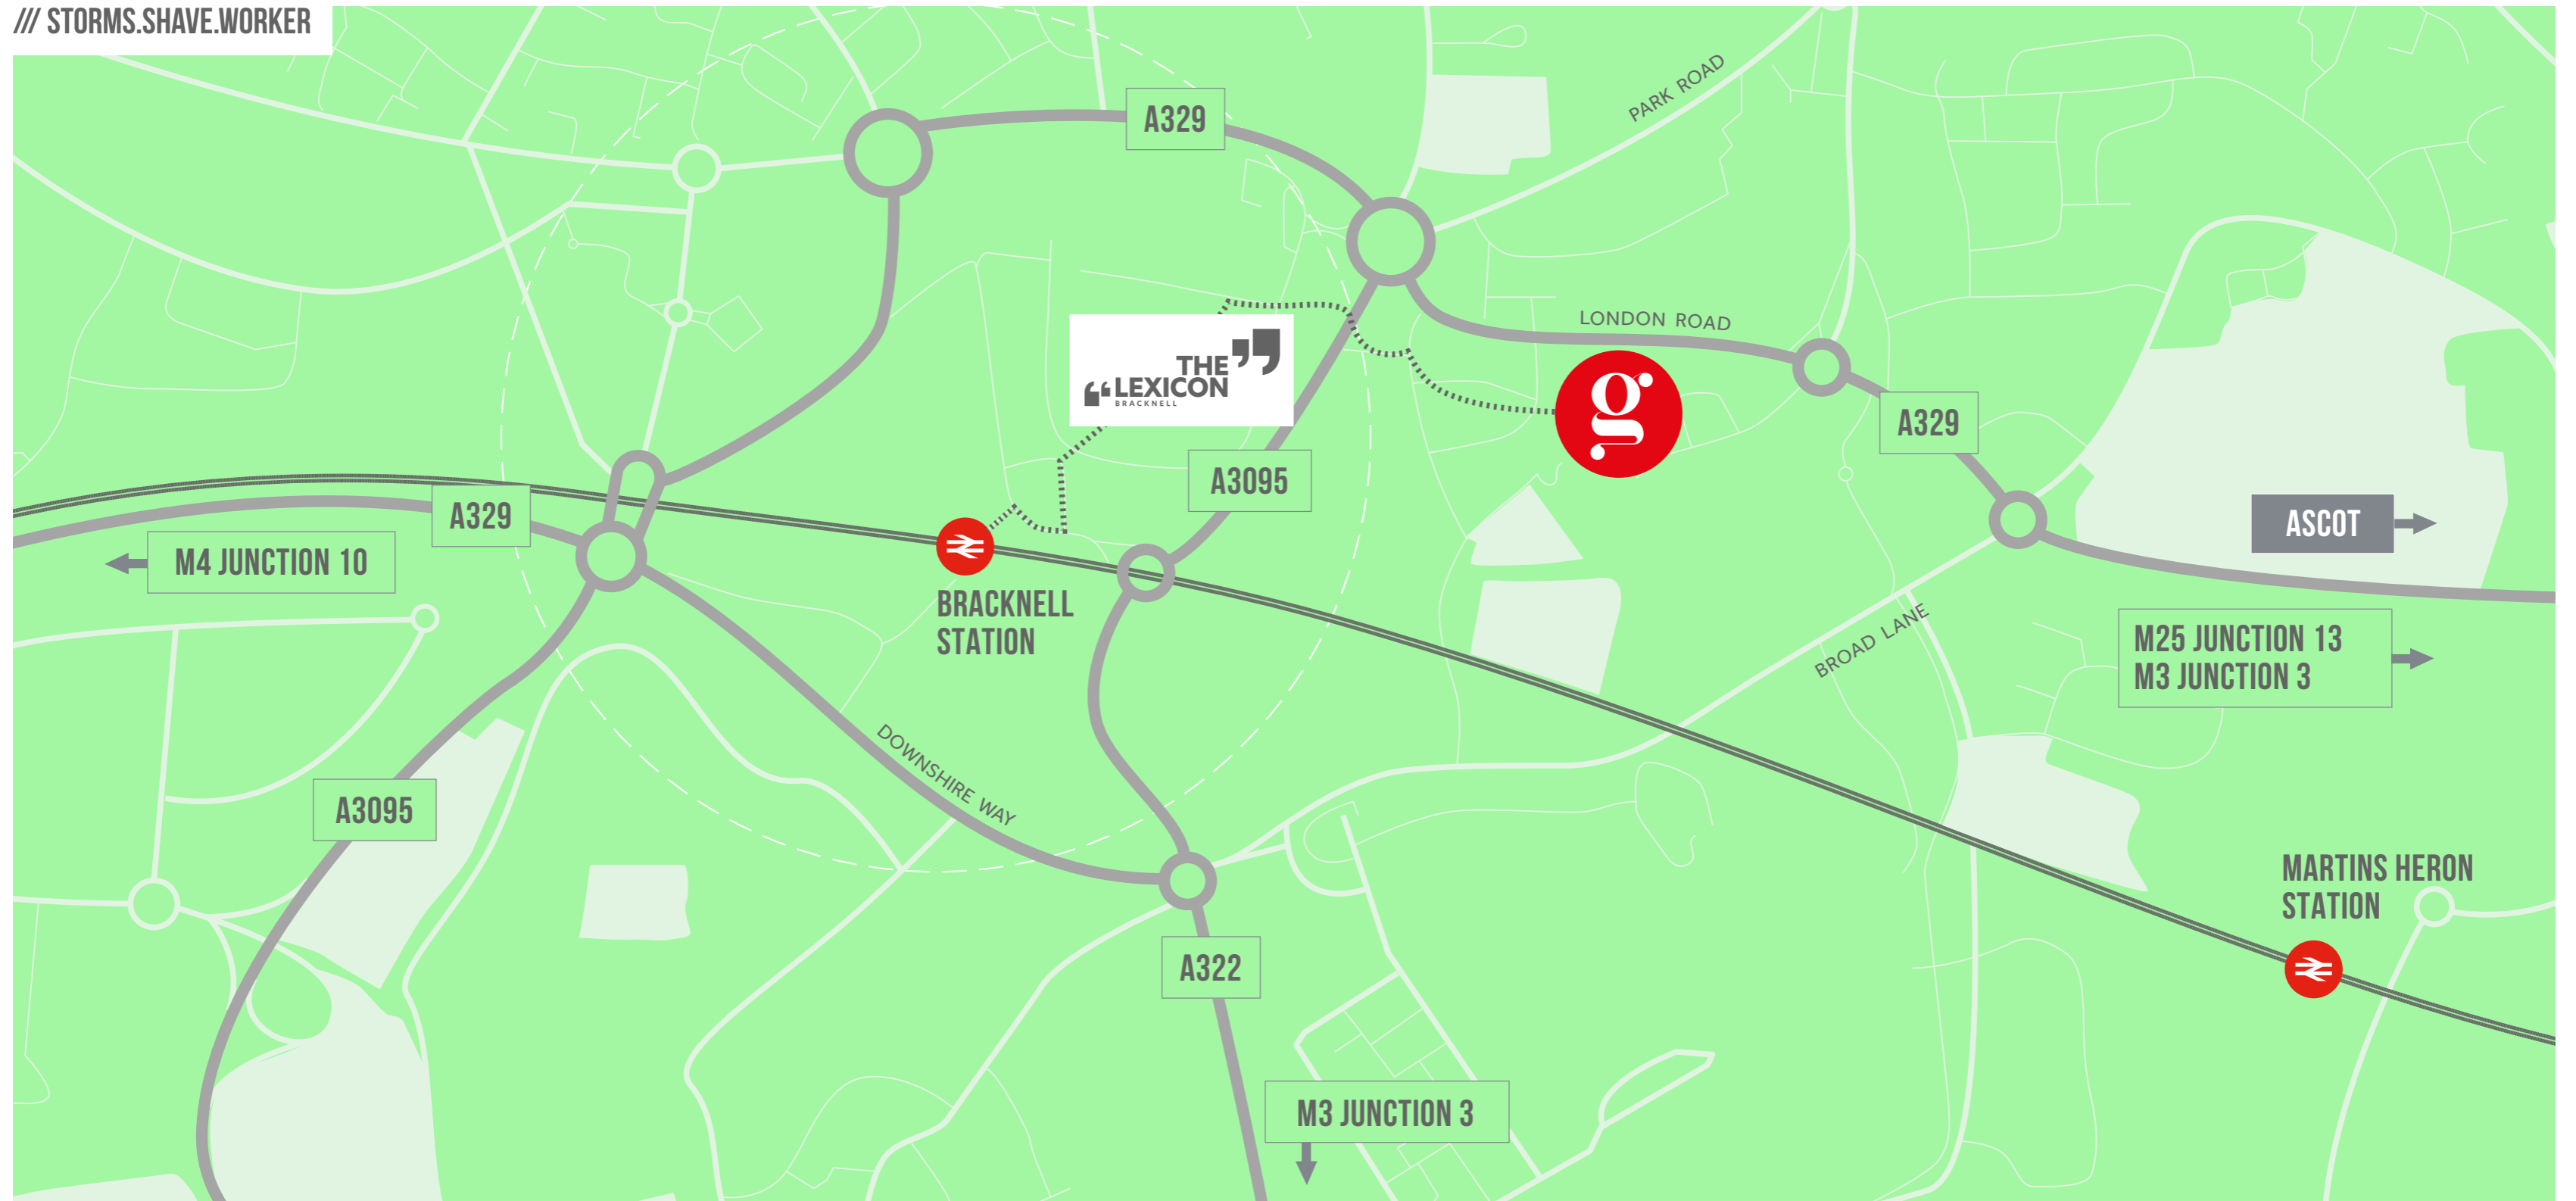 /// STORMS.SHAVE.WORKER
A329
PARK ROAD
LONDON ROAD
THE
LEXICON
BRACKNELL
g
A329
A3095
A329
ASCOT
M4 JUNCTION 10
BRACKNELL
STATION
BROAD LANE
M25 JUNCTION 13
M3 JUNCTION 3
DOWNSHIRE WAY
A3095
MARTINS HERON
STATION
A322
M3 JUNCTION 3